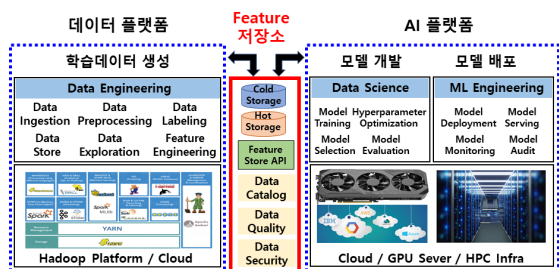 데이터 플랫폼
Feature
저장소
AI 플랫폼
학습데이터 생성
Data Engineering
Data Ingestion
Data Preprocessing
Data Labeling
Data Store
Data Exploration
Feature Engineering
YARN
Hadoop Platform / Cloud
Cold Storage
Hot Storage
Feature Store API
Data Catalog
Data Quality
Data Security
모델 개발
모델 배포
Data Science
Model Training
Hyperparameter Optimization
Model Selection
Model Evaluation
ML Engineering
Model Deployment
Model Serving
Model Monitoring
Model Audit
IBM
Cloud / GPU Sever / HPC Infra